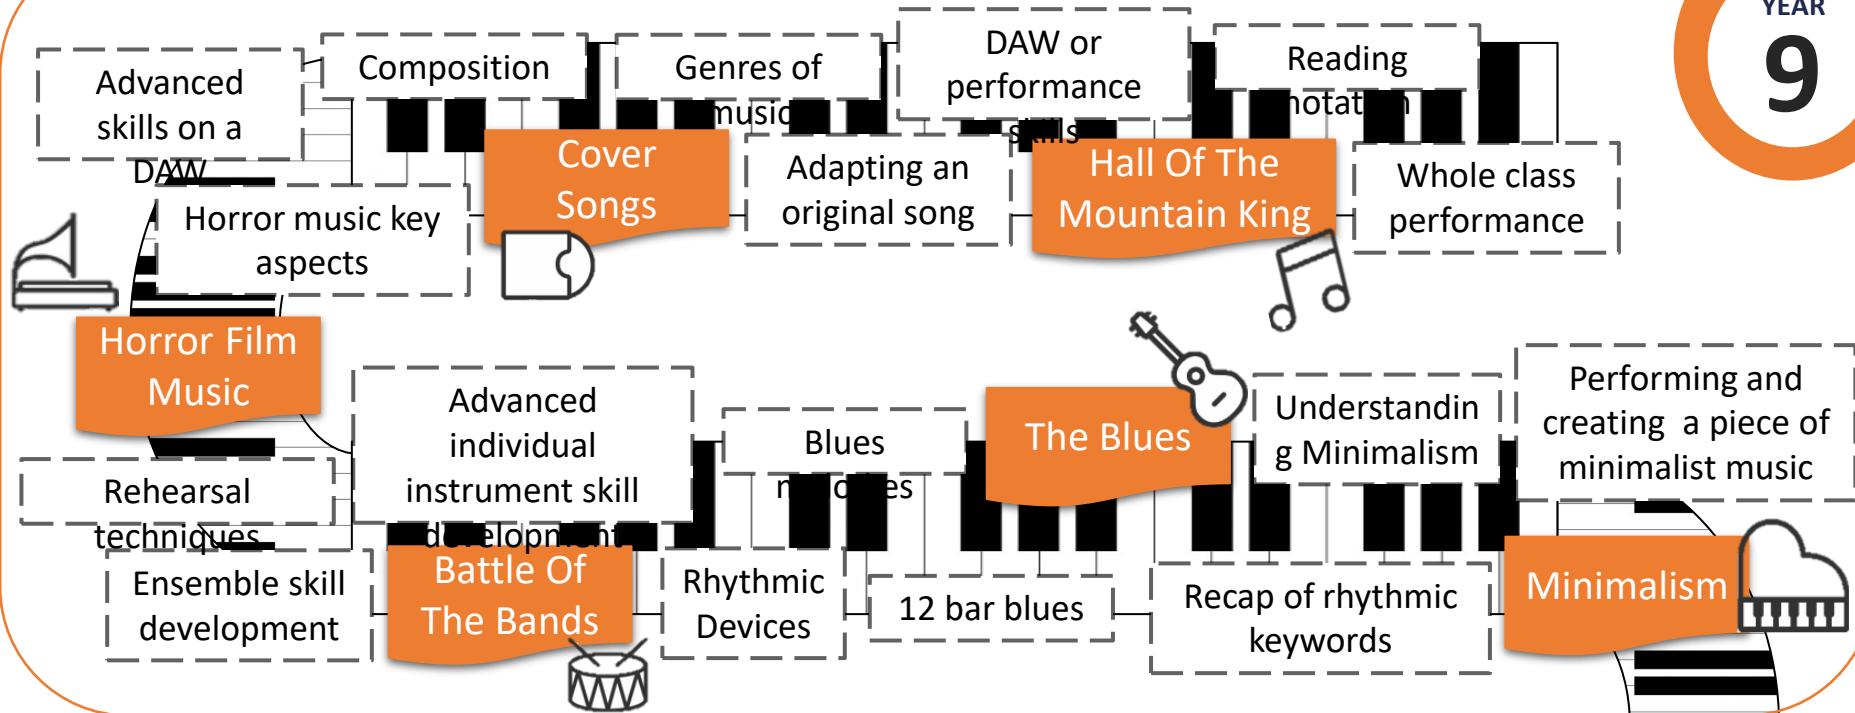 YEAR
9
Advanced
skills on a
DAW
Composition
Genres of
music
DAW or
performance
skills
Reading
notation
Horror music key
aspects
Cover
Songs
Adapting an
original song
Hall Of The
Mountain King
Whole class
performance
Horror Film
Music
Advanced
individual
instrument skill
development
Blues
The Blues
Understandin
g Minimalism
Performing and
creating a piece of
minimalist music
Rehearsal
techniques
Ensemble skill
development
Battle Of
The Bands
Rhythmic
Devices
12 bar blues
Recap of rhythmic
keywords
Minimalism